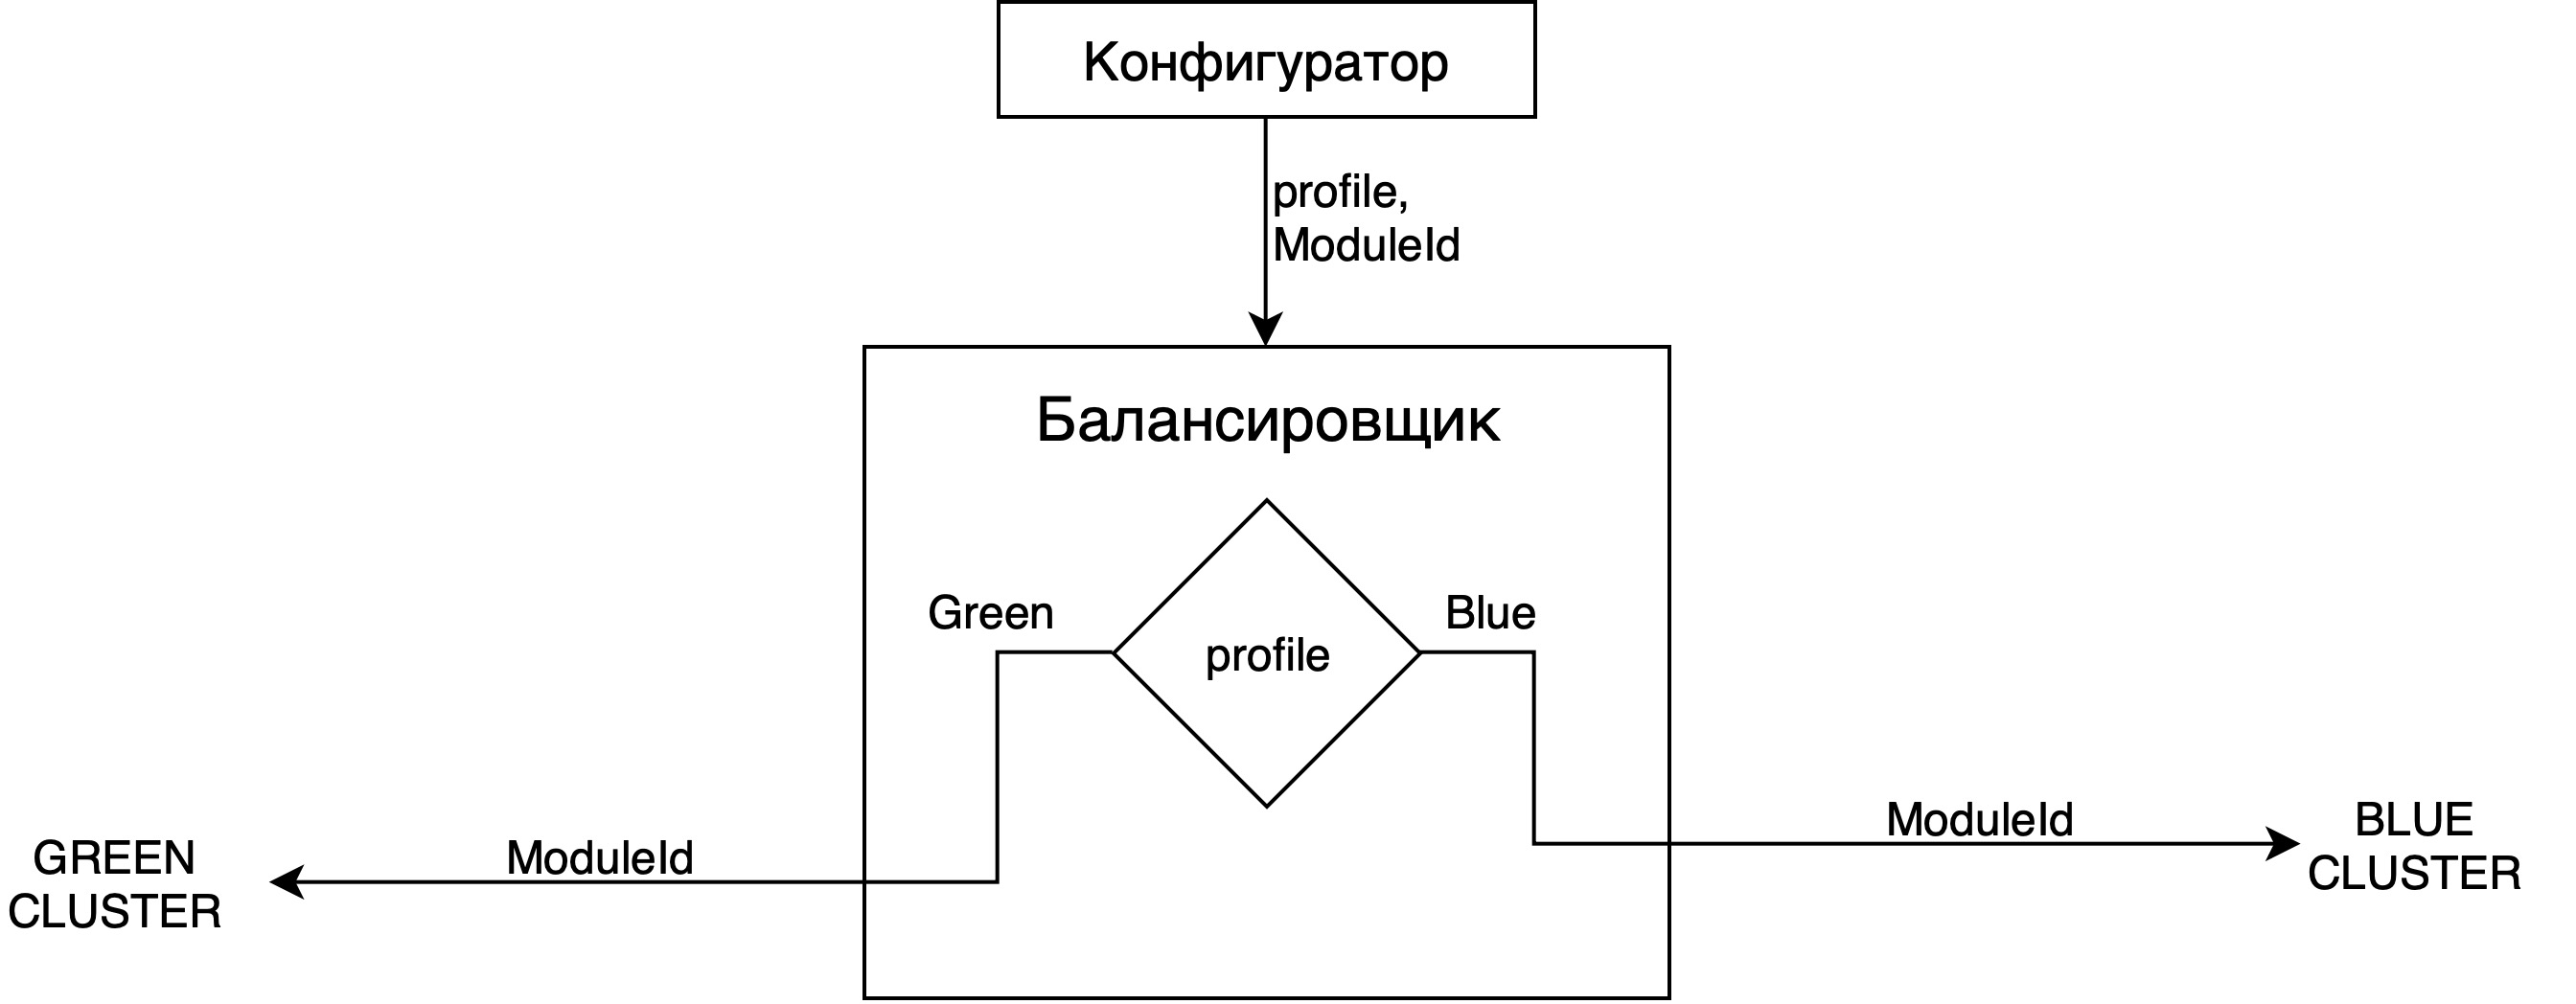 Конфигуратор
profile,
ModuleId
Балансировщик
Green
Blue
profile
ModuleId
BLUE
CLUSTER
GREEN
CLUSTER
ModuleId